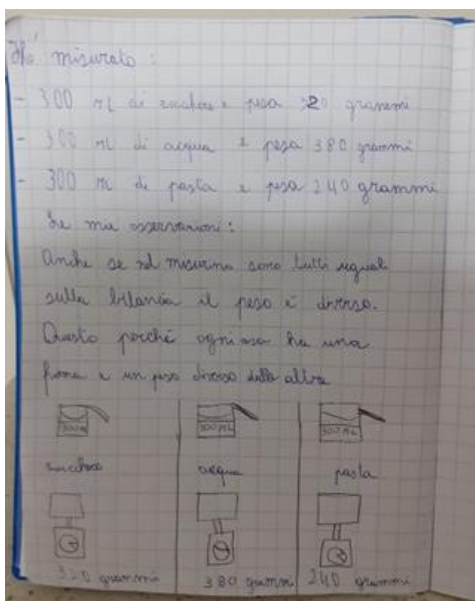 Ho misurato:
- 300 ml di zucchero e pesa 320 grammi
- 300 ml di acqua e pesa 380 grammi
- 300 ml di pasta e pesa 240 grammi
Le mie osservazioni:
Anche se nel misurino sono tutti uguali
sulla bilancia il peso è diverso.
Questo perché ogni cosa ha una
forma e un peso diverso dalle altre
300 ML 300 ML 300 ML
zucchero acqua pasta
320 grammi 380 grammi 240 grammi